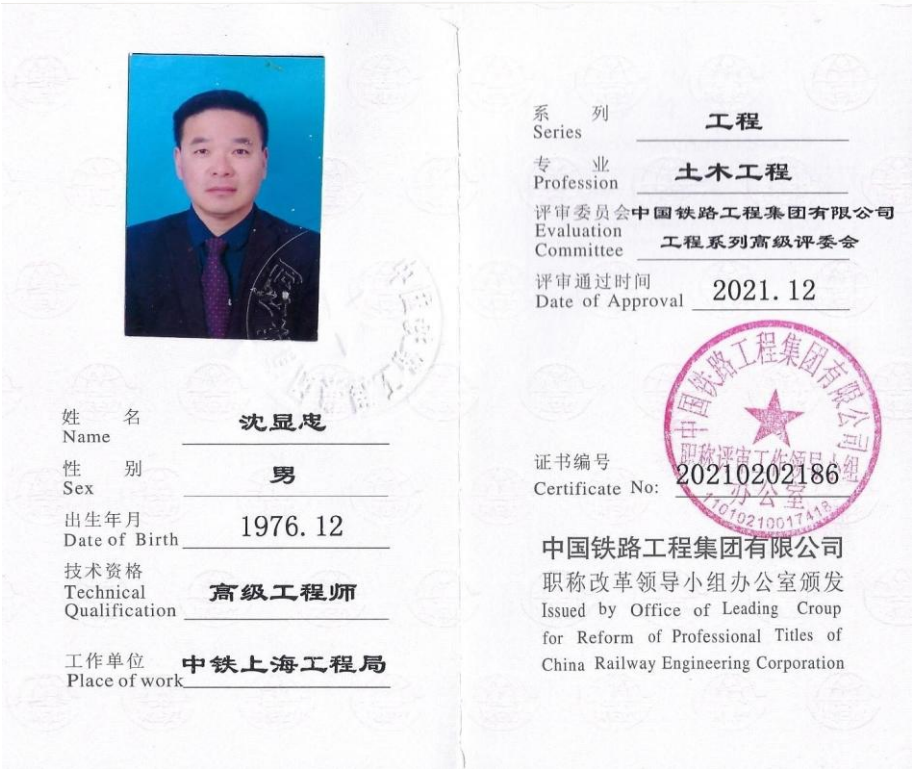 姓 名
Name
沈显忠
性 别
Sex
男
出生年月
Date of Birth
1976.12
技术资格
Technical
Qualification
高级工程师
工作单位
Place of work
中铁上海工程局
系 列
Series
工程
专 业
Profession
土木工程
评审委员会
Evaluation
Committee
中国铁路工程集团有限公司
工程系列高级评委会
评审通过时间
Date of Approval
2021.12
中国铁路工程集团有限公司
职称评审工作领导小组
办公室
11010210017418
证书编号
Certificate No:
20210202186
中国铁路工程集团有限公司
职称改革领导小组办公室颁发
Issued by Office of Leading Croup
for Reform of Professional Titles of
China Railway Engineering Corporation